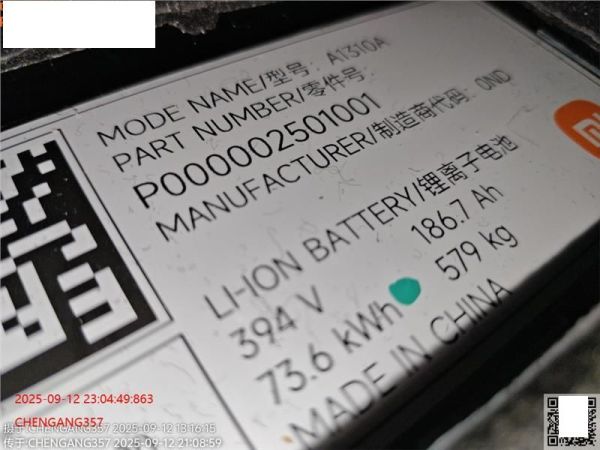 MODE NAME/型号: A1310A
PART NUMBER/零件号:
P000002501001
MANUFACTURER/制造商代码: 0ND
LI-ION BATTERY/锂离子电池
394 V 186.7 Ah
73.6 kWh 579 kg
MADE IN CHINA
2025-09-12 23:04:49:863
CHENGANG357
摄于:CHENGANG357 2025-09-12 13:16:15
传于:CHENGANG357 2025-09-12 21:08:59